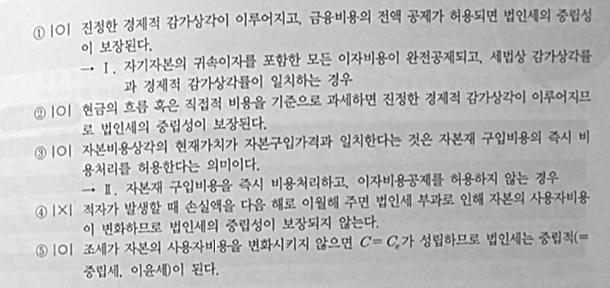 ① |O| 진정한 경제적 감가상각이 이루어지고, 금융비용의 전액 공제가 허용되면 법인세의 중립성
이 보장된다.
→ Ⅰ. 자기자본의 귀속이자를 포함한 모든 이자비용이 완전공제되고, 세법상 감가상각률
과 경제적 감가상각률이 일치하는 경우
② |O| 현금의 흐름 혹은 직접적 비용을 기준으로 과세하면 진정한 경제적 감가상각이 이루어지므
로 법인세의 중립성이 보장된다.
③ |O| 자본비용상각의 현재가치가 자본구입가격과 일치한다는 것은 자본재 구입비용의 즉시 비
용처리를 허용한다는 의미이다.
→ Ⅱ. 자본재 구입비용을 즉시 비용처리하고, 이자비용공제를 허용하지 않는 경우
④ |X| 적자가 발생할 때 손실액을 다음 해로 이월해 주면 법인세 부과로 인해 자본의 사용자비용
이 변화하므로 법인세의 중립성이 보장되지 않는다.
⑤ |O| 조세가 자본의 사용자비용을 변화시키지 않으면 C=Cₑ가 성립하므로 법인세는 중립적(=
중립세, 이윤세)이 된다.